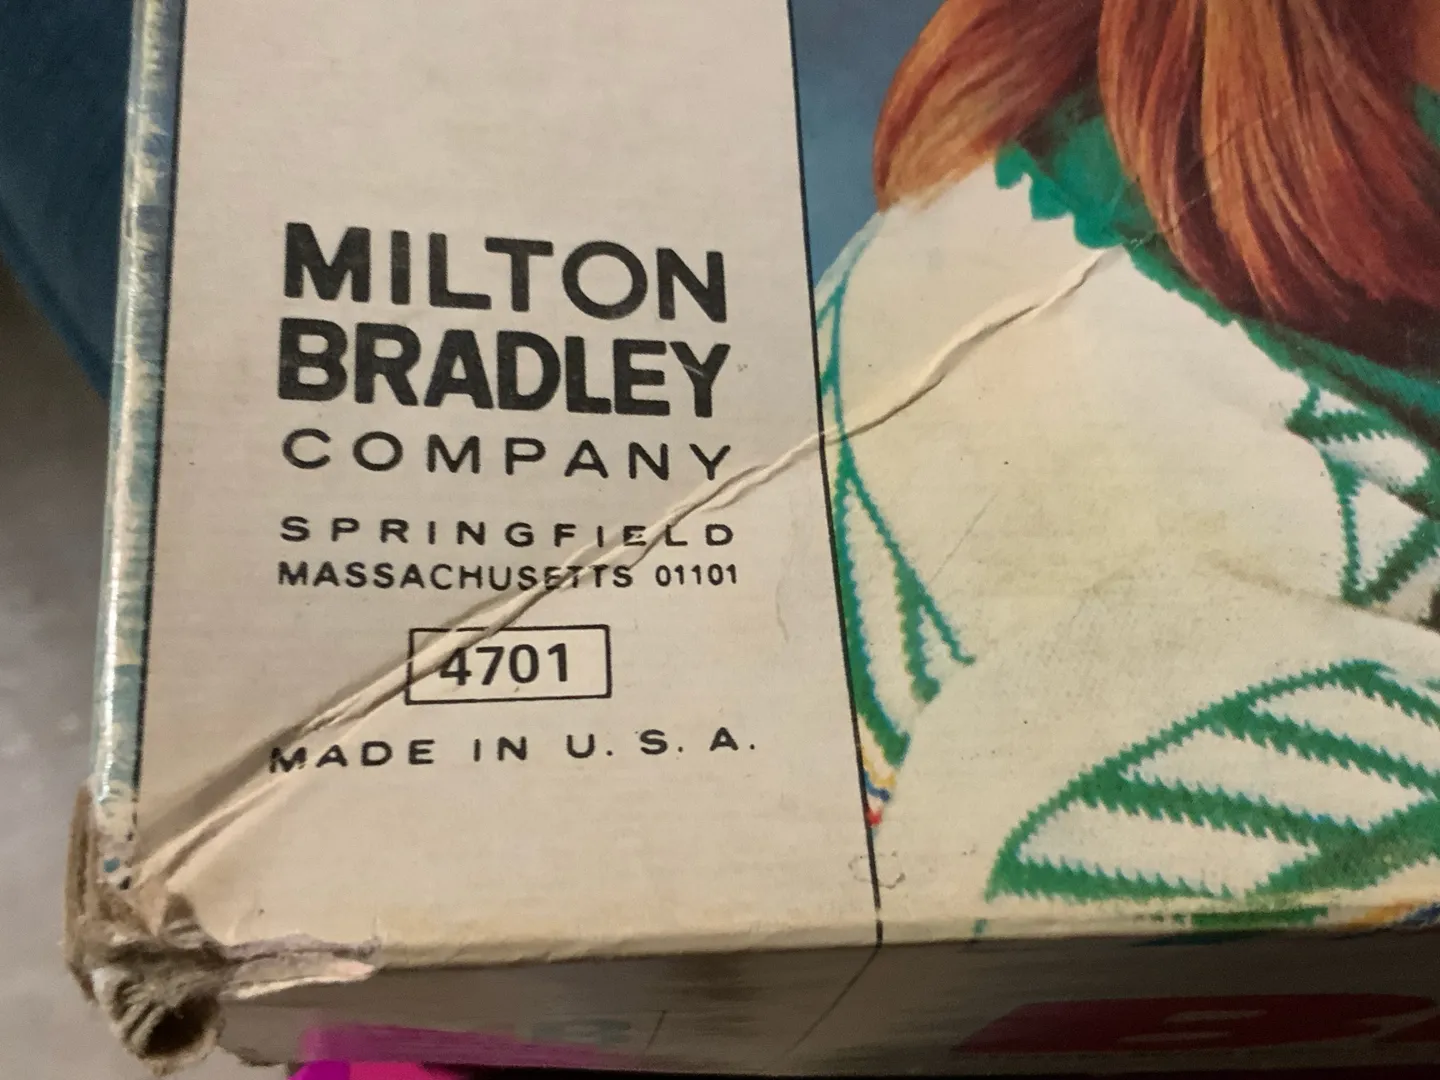 MILTON
BRADLEY
COMPANY
SPRINGFIELD
MASSACHUSETTS 01101
4701
MADE IN U. S. A.